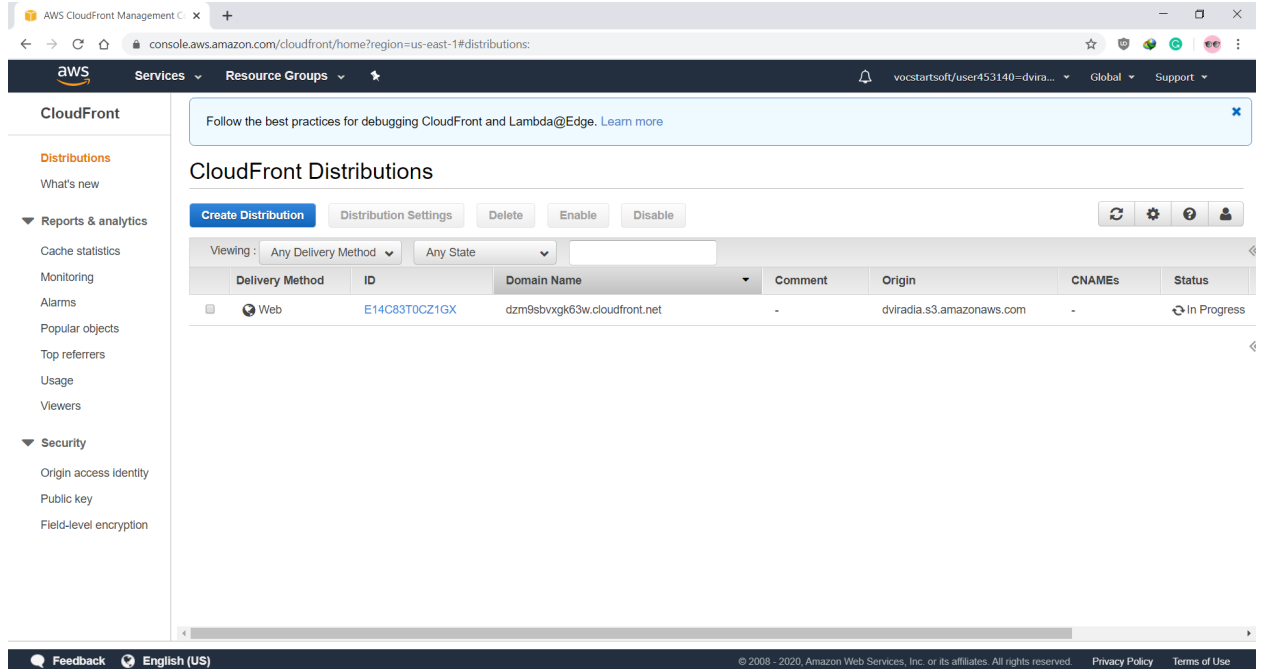 AWS CloudFront Management C
console.aws.amazon.com/cloudfront/home?region=us-east-1#distributions:
aws Services Resource Groups vocstartsoft/user453140=dvira... Global Support
CloudFront
Distributions
What's new
Reports & analytics
Cache statistics
Monitoring
Alarms
Popular objects
Top referrers
Usage
Viewers
Security
Origin access identity
Public key
Field-level encryption
Follow the best practices for debugging CloudFront and Lambda@Edge. Learn more
CloudFront Distributions
Create Distribution Distribution Settings Delete Enable Disable
Viewing : Any Delivery Method Any State
Delivery Method ID Domain Name Comment Origin CNAMEs Status
Web E14C83T0CZ1GX dzm9sbvxgk63w.cloudfront.net - dviradia.s3.amazonaws.com - In Progress
Feedback English (US) © 2008 - 2020, Amazon Web Services, Inc. or its affiliates. All rights reserved. Privacy Policy Terms of Use